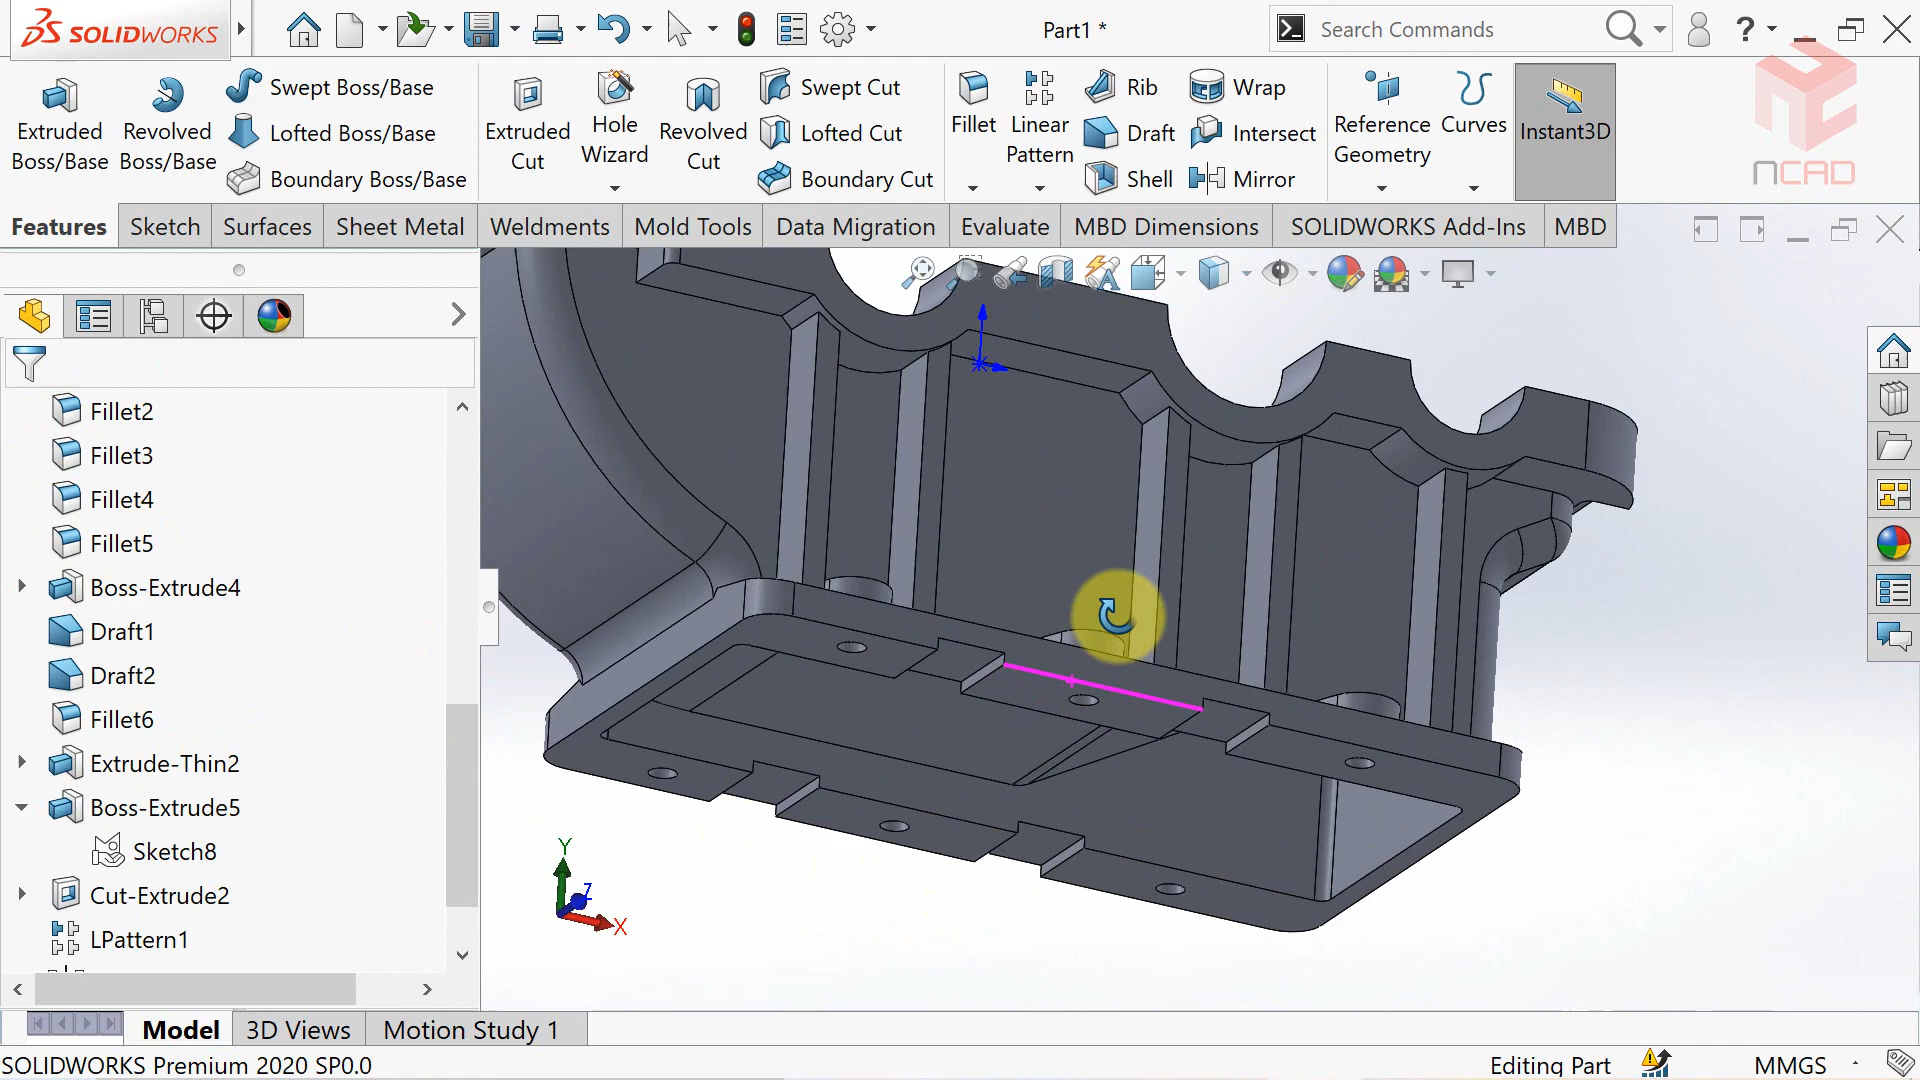 SOLIDWORKS
Part1 *
Search Commands
?
Extruded
Boss/Base
Revolved
Boss/Base
Swept Boss/Base
Lofted Boss/Base
Boundary Boss/Base
Extruded
Cut
Hole
Wizard
Revolved
Cut
Swept Cut
Lofted Cut
Boundary Cut
Fillet
Linear
Pattern
Rib
Draft
Shell
Wrap
Intersect
Mirror
Reference
Geometry
Curves
Instant3D
NCAD
Features
Sketch
Surfaces
Sheet Metal
Weldments
Mold Tools
Data Migration
Evaluate
MBD Dimensions
SOLIDWORKS Add-Ins
MBD
Fillet2
Fillet3
Fillet4
Fillet5
Boss-Extrude4
Draft1
Draft2
Fillet6
Extrude-Thin2
Boss-Extrude5
Sketch8
Cut-Extrude2
LPattern1
Y
Z
X
Model
3D Views
Motion Study 1
SOLIDWORKS Premium 2020 SP0.0
Editing Part
MMGS